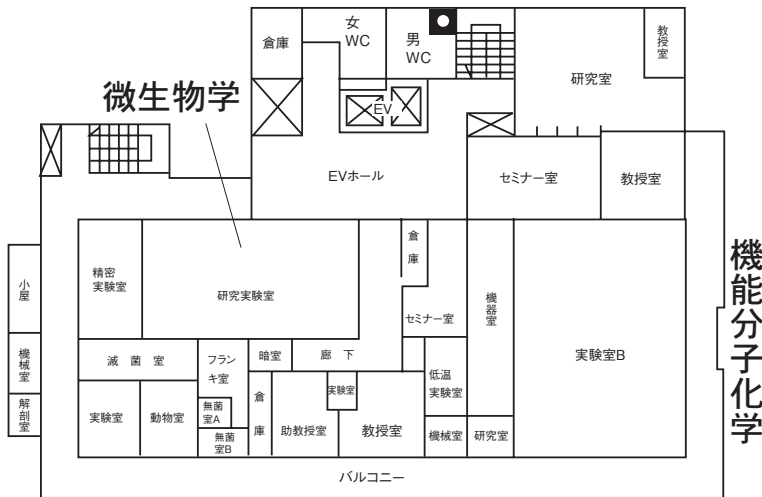 女
WC
男
WC
倉庫
教授室
研究室
微生物学
EV
EVホール
セミナー室
教授室
倉庫
精密
実験室
研究実験室
セミナー室
機器室
実験室B
機能分子化学
小屋
機械室
解剖室
減菌室
フラン
キ室
暗室
廊下
低温
実験室
実験室
実験室
動物室
無菌
室A
無菌
室B
倉庫
助教授室
教授室
機械室
研究室
バルコニー